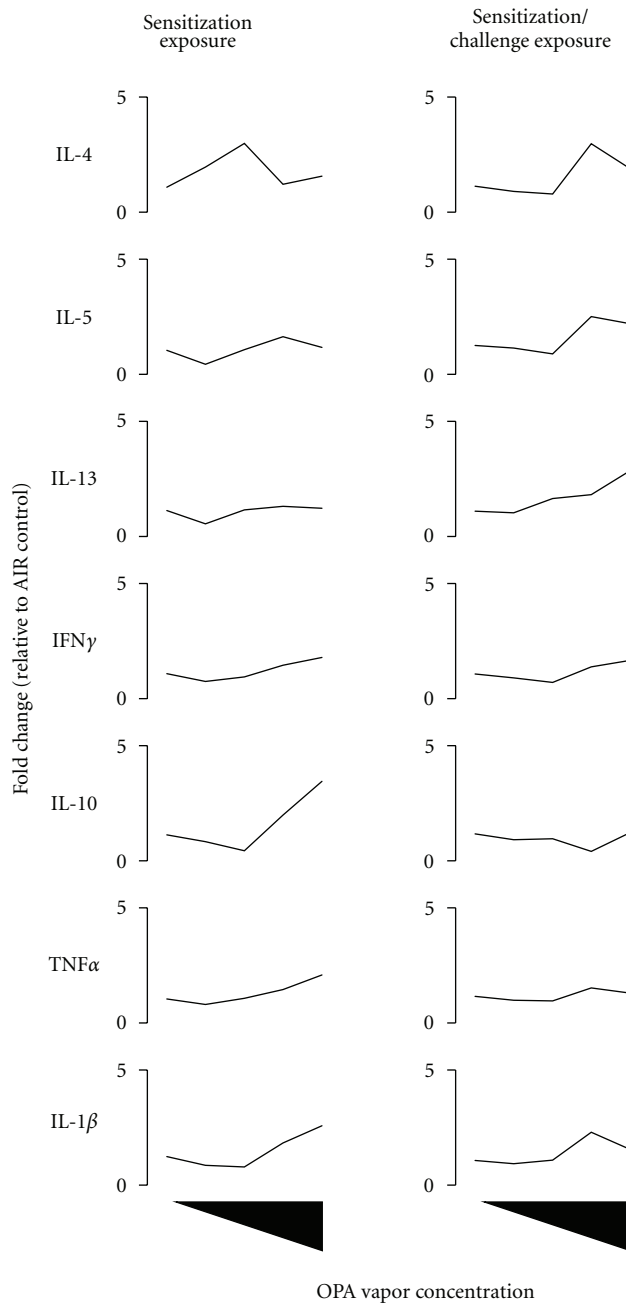 Sensitization
exposure
Sensitization/
challenge exposure
Fold change (relative to AIR control)
IL-4
5
0
5
0
IL-5
5
0
5
0
IL-13
5
0
5
0
IFNγ
5
0
5
0
IL-10
5
0
5
0
TNFα
5
0
5
0
IL-1β
5
0
5
0
OPA vapor concentration